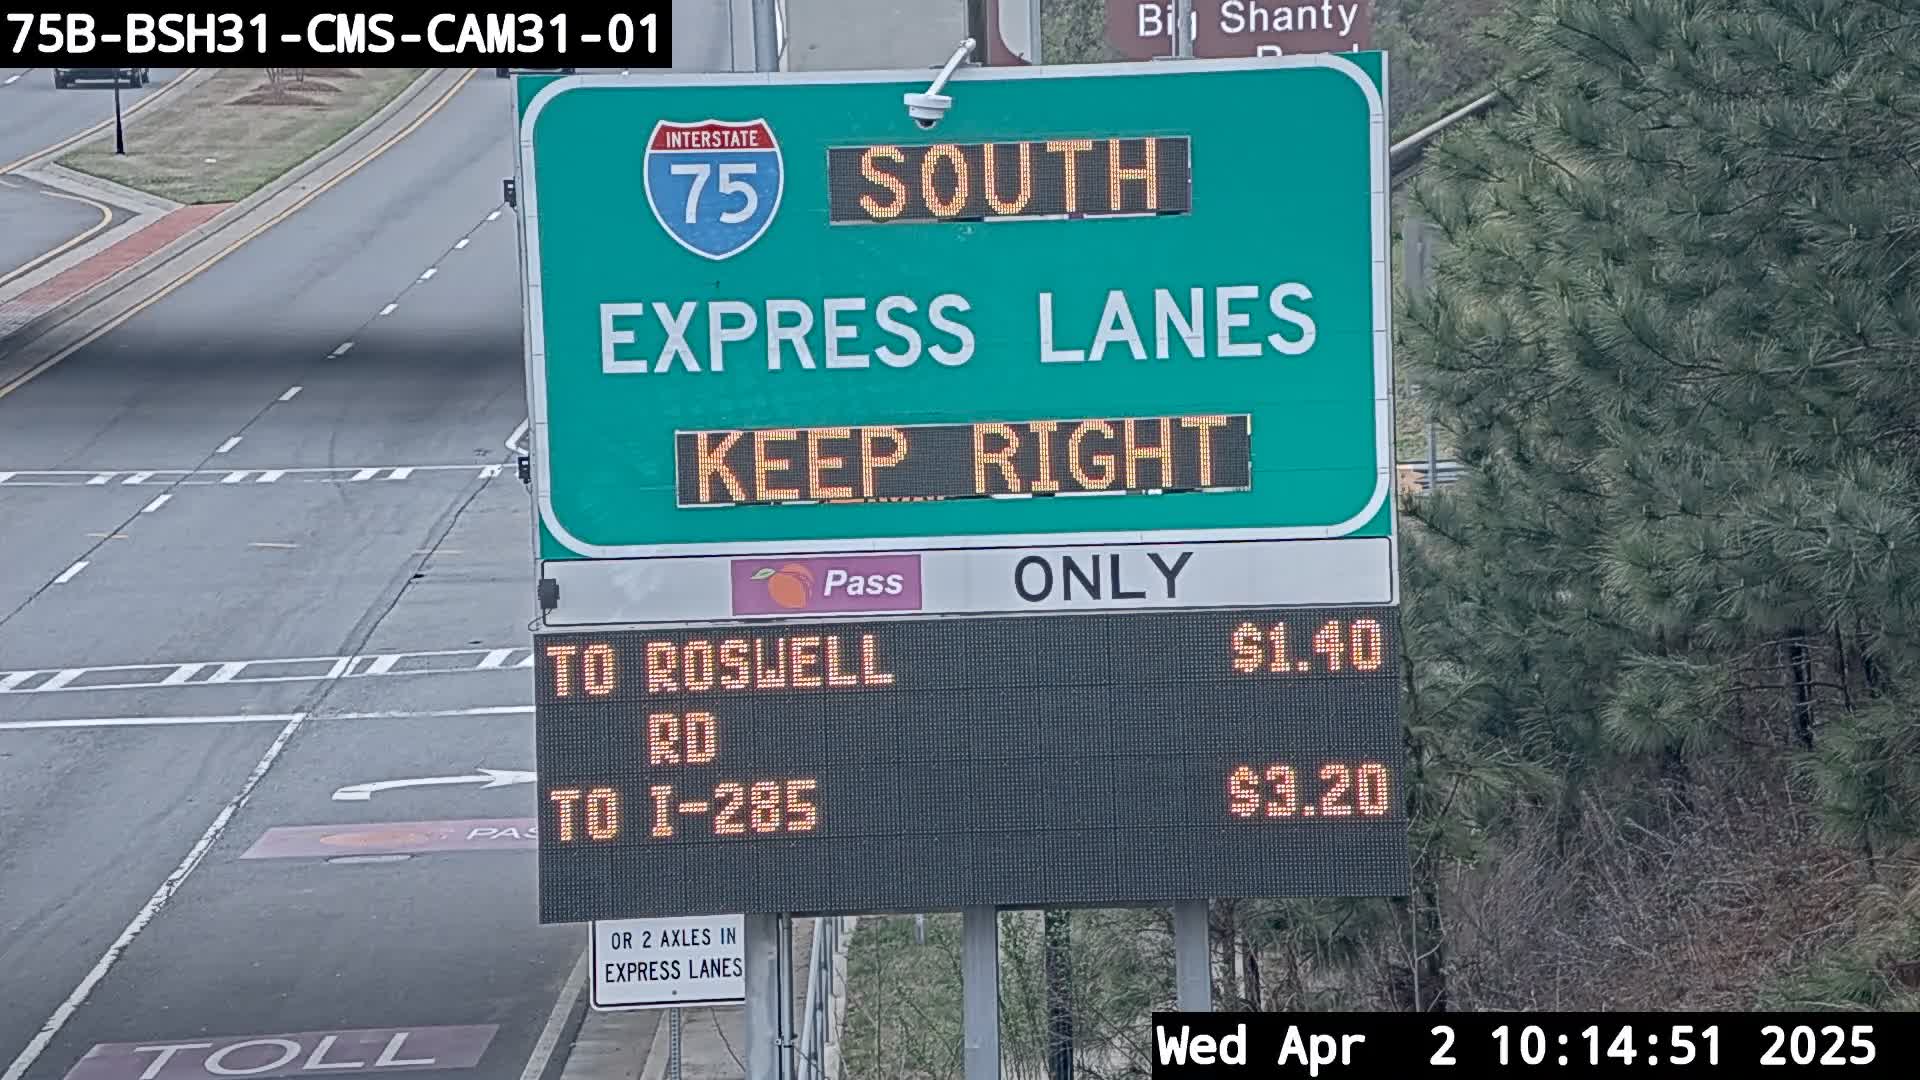 75B-BSH31-CMS-CAM31-01
Big Shanty
Road
INTERSTATE
75
SOUTH
EXPRESS LANES
KEEP RIGHT
Pass
ONLY
TO ROSWELL $1.40
RD
TO I-285 $3.20
OR 2 AXLES IN
EXPRESS LANES
TOLL
Wed Apr 2 10:14:51 2025